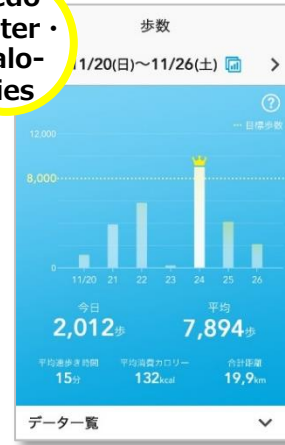 edo
ter・
alo-
ies
歩数
11/20(日)～11/26(土)
12,000
--- 目標歩数
8,000
0
11/20 21 22 23 24 25 26
今日 平均
2,012歩 7,894歩
平均速歩き時間 平均消費カロリー 合計距離
15分 132kcal 19,9km
データ一覧